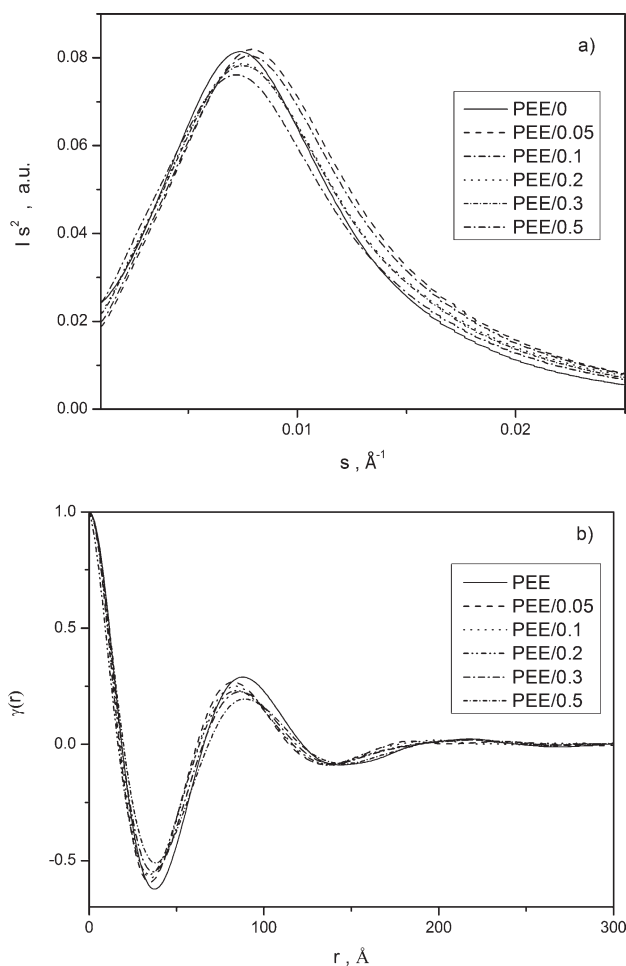 a)
0.08
0.06
0.04
0.02
0.00
I s², a.u.
PEE/0
PEE/0.05
PEE/0.1
PEE/0.2
PEE/0.3
PEE/0.5
0.01
0.02
s , Å⁻¹
b)
1.0
0.5
0.0
-0.5
γ(r)
PEE
PEE/0.05
PEE/0.1
PEE/0.2
PEE/0.3
PEE/0.5
0
100
200
300
r , Å